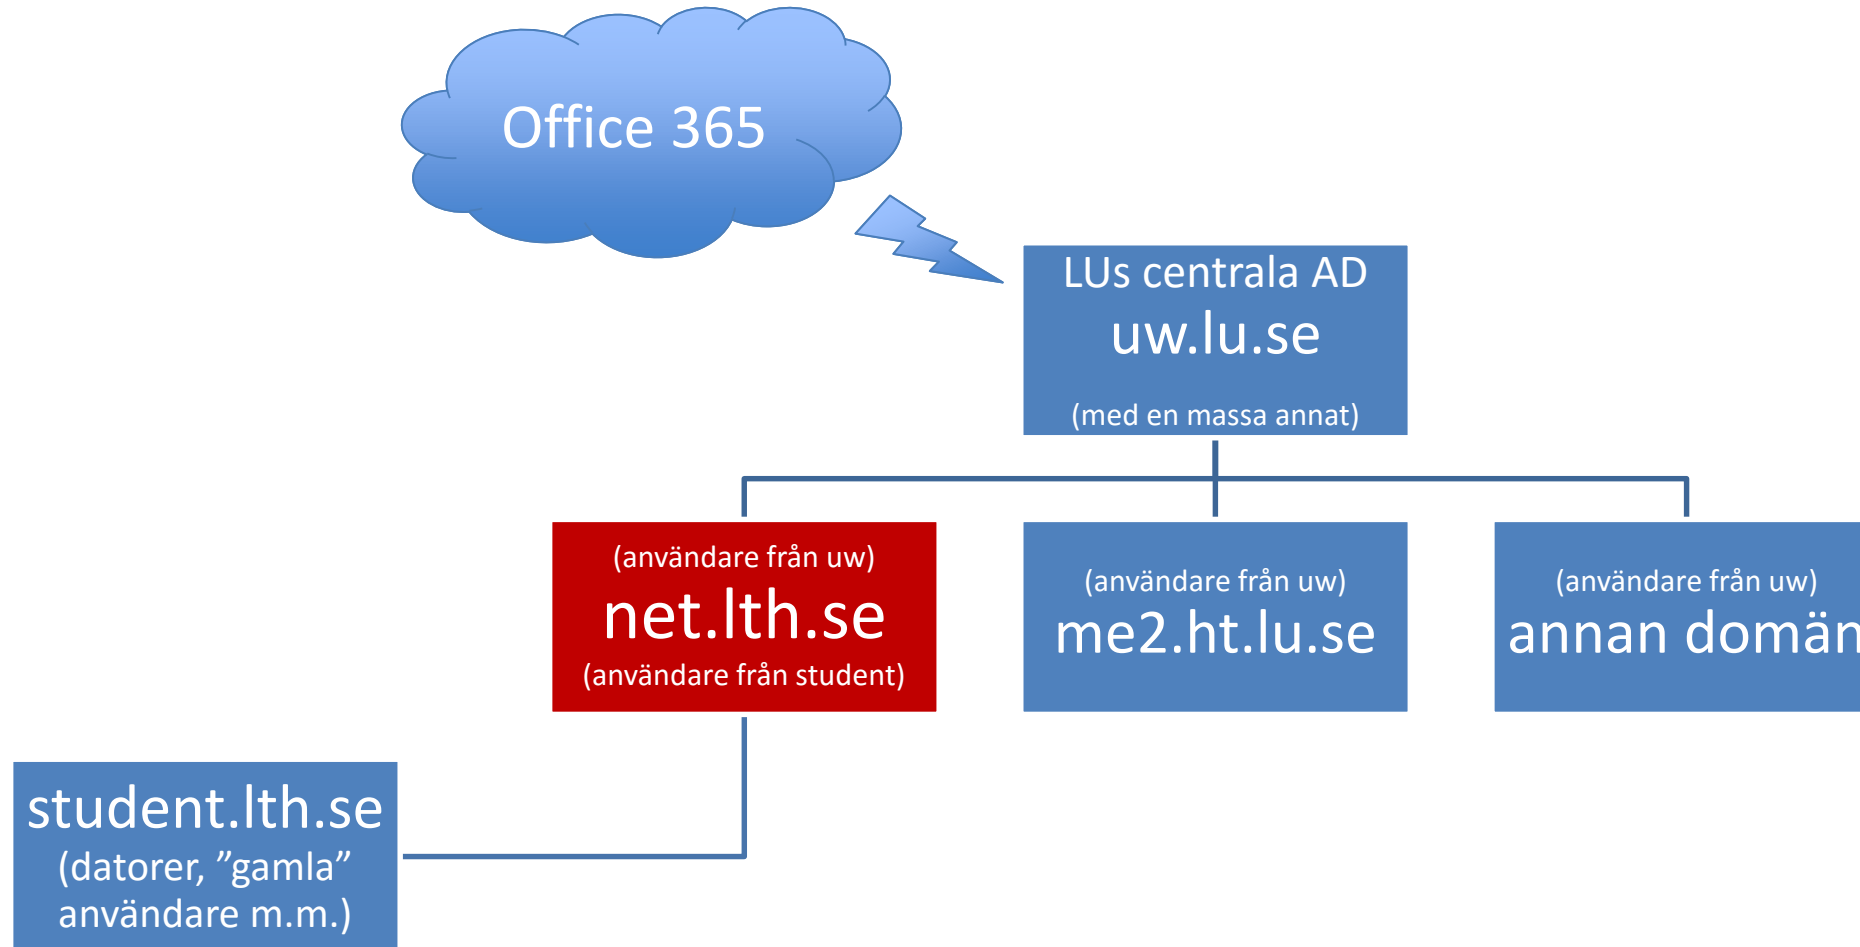 Office 365
LUs centrala AD
uw.lu.se
(med en massa annat)
(användare från uw)
net.lth.se
(användare från student)
(användare från uw)
me2.ht.lu.se
(användare från uw)
annan domän
student.lth.se
(datorer, ”gamla”
användare m.m.)